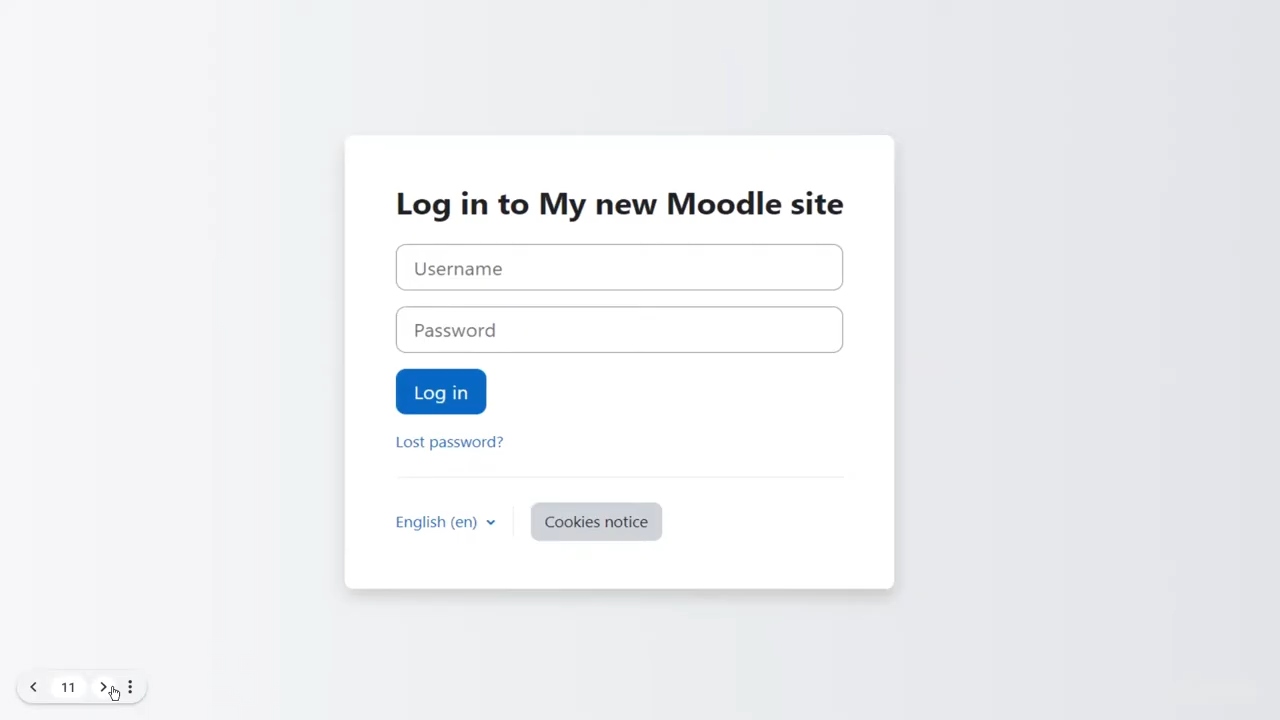 Log in to My new Moodle site
Username
Password
Log in
Lost password?
English (en)
Cookies notice
11